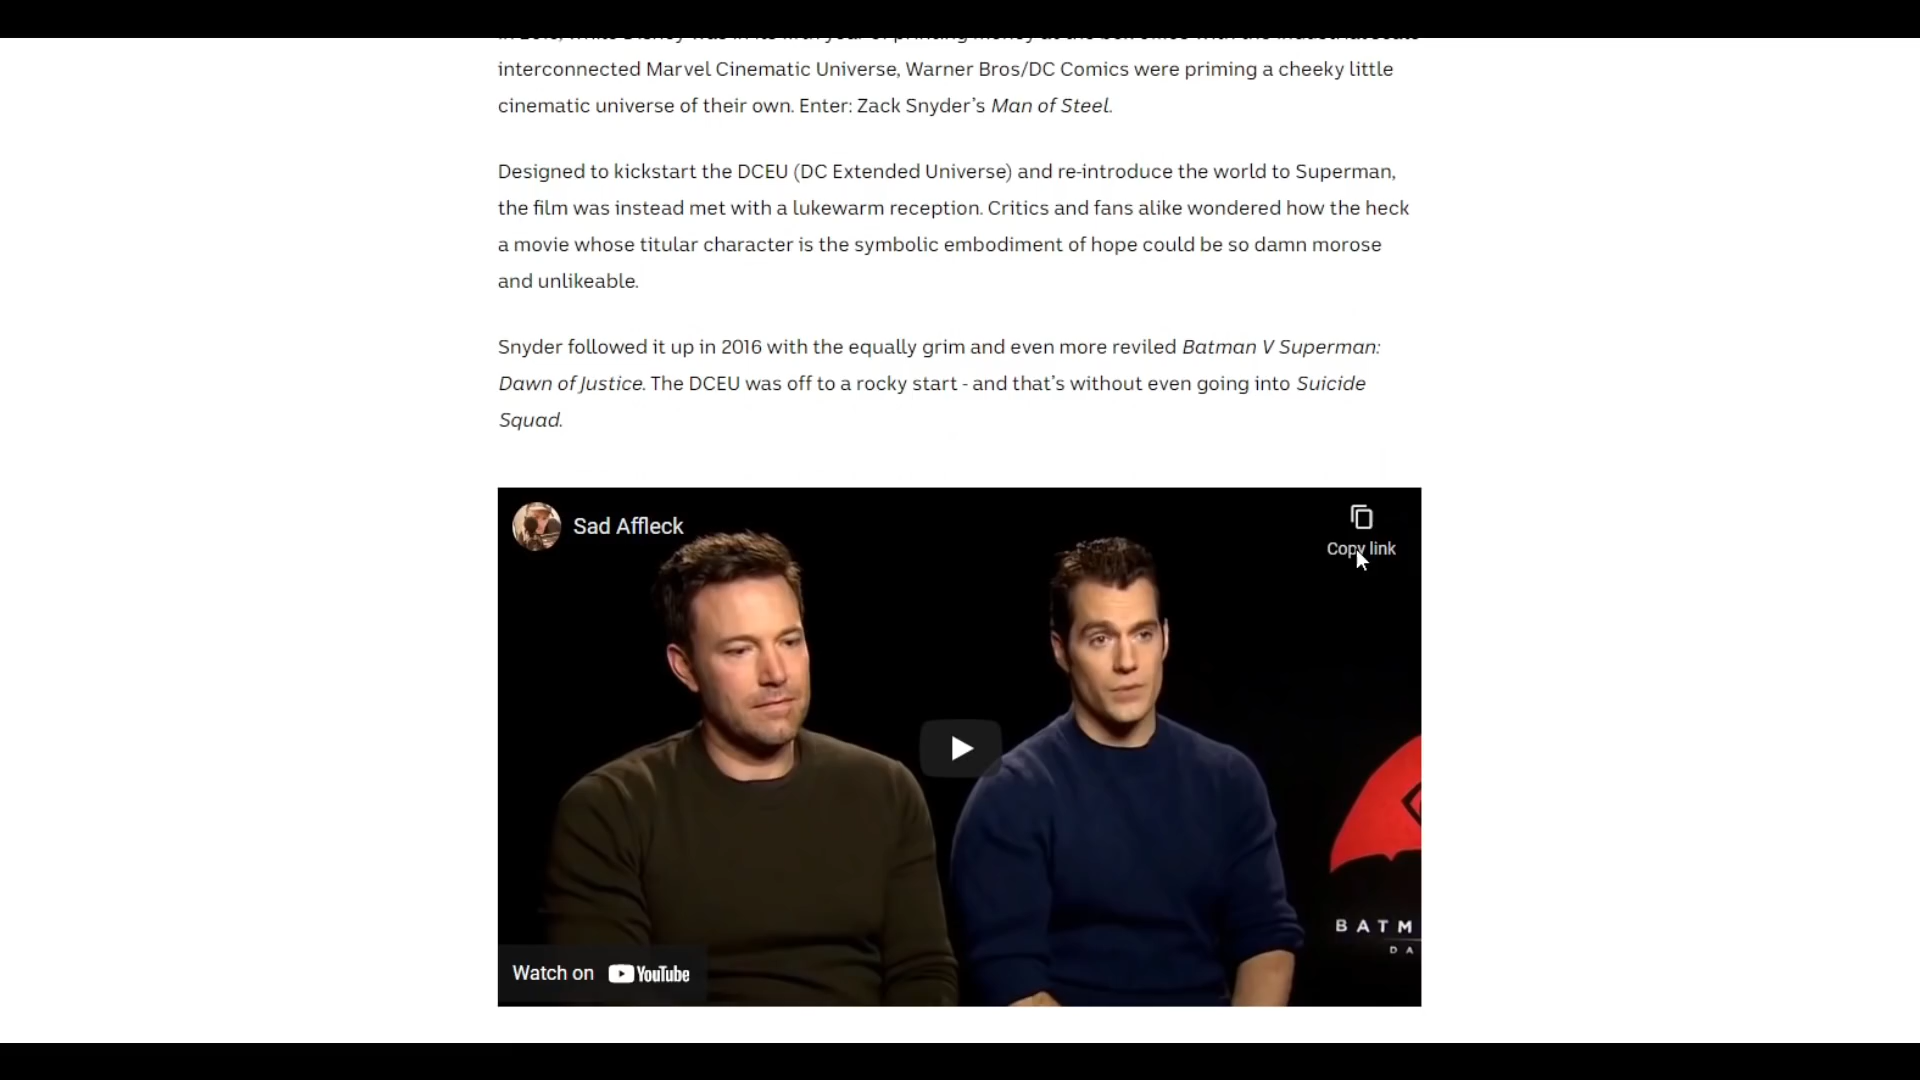 interconnected Marvel Cinematic Universe, Warner Bros/DC Comics were priming a cheeky little
cinematic universe of their own. Enter: Zack Snyder’s Man of Steel.
Designed to kickstart the DCEU (DC Extended Universe) and re-introduce the world to Superman,
the film was instead met with a lukewarm reception. Critics and fans alike wondered how the heck
a movie whose titular character is the symbolic embodiment of hope could be so damn morose
and unlikeable.
Snyder followed it up in 2016 with the equally grim and even more reviled Batman V Superman:
Dawn of Justice. The DCEU was off to a rocky start - and that’s without even going into Suicide
Squad.
Sad Affleck
Copy link
BATM
DA
Watch on YouTube